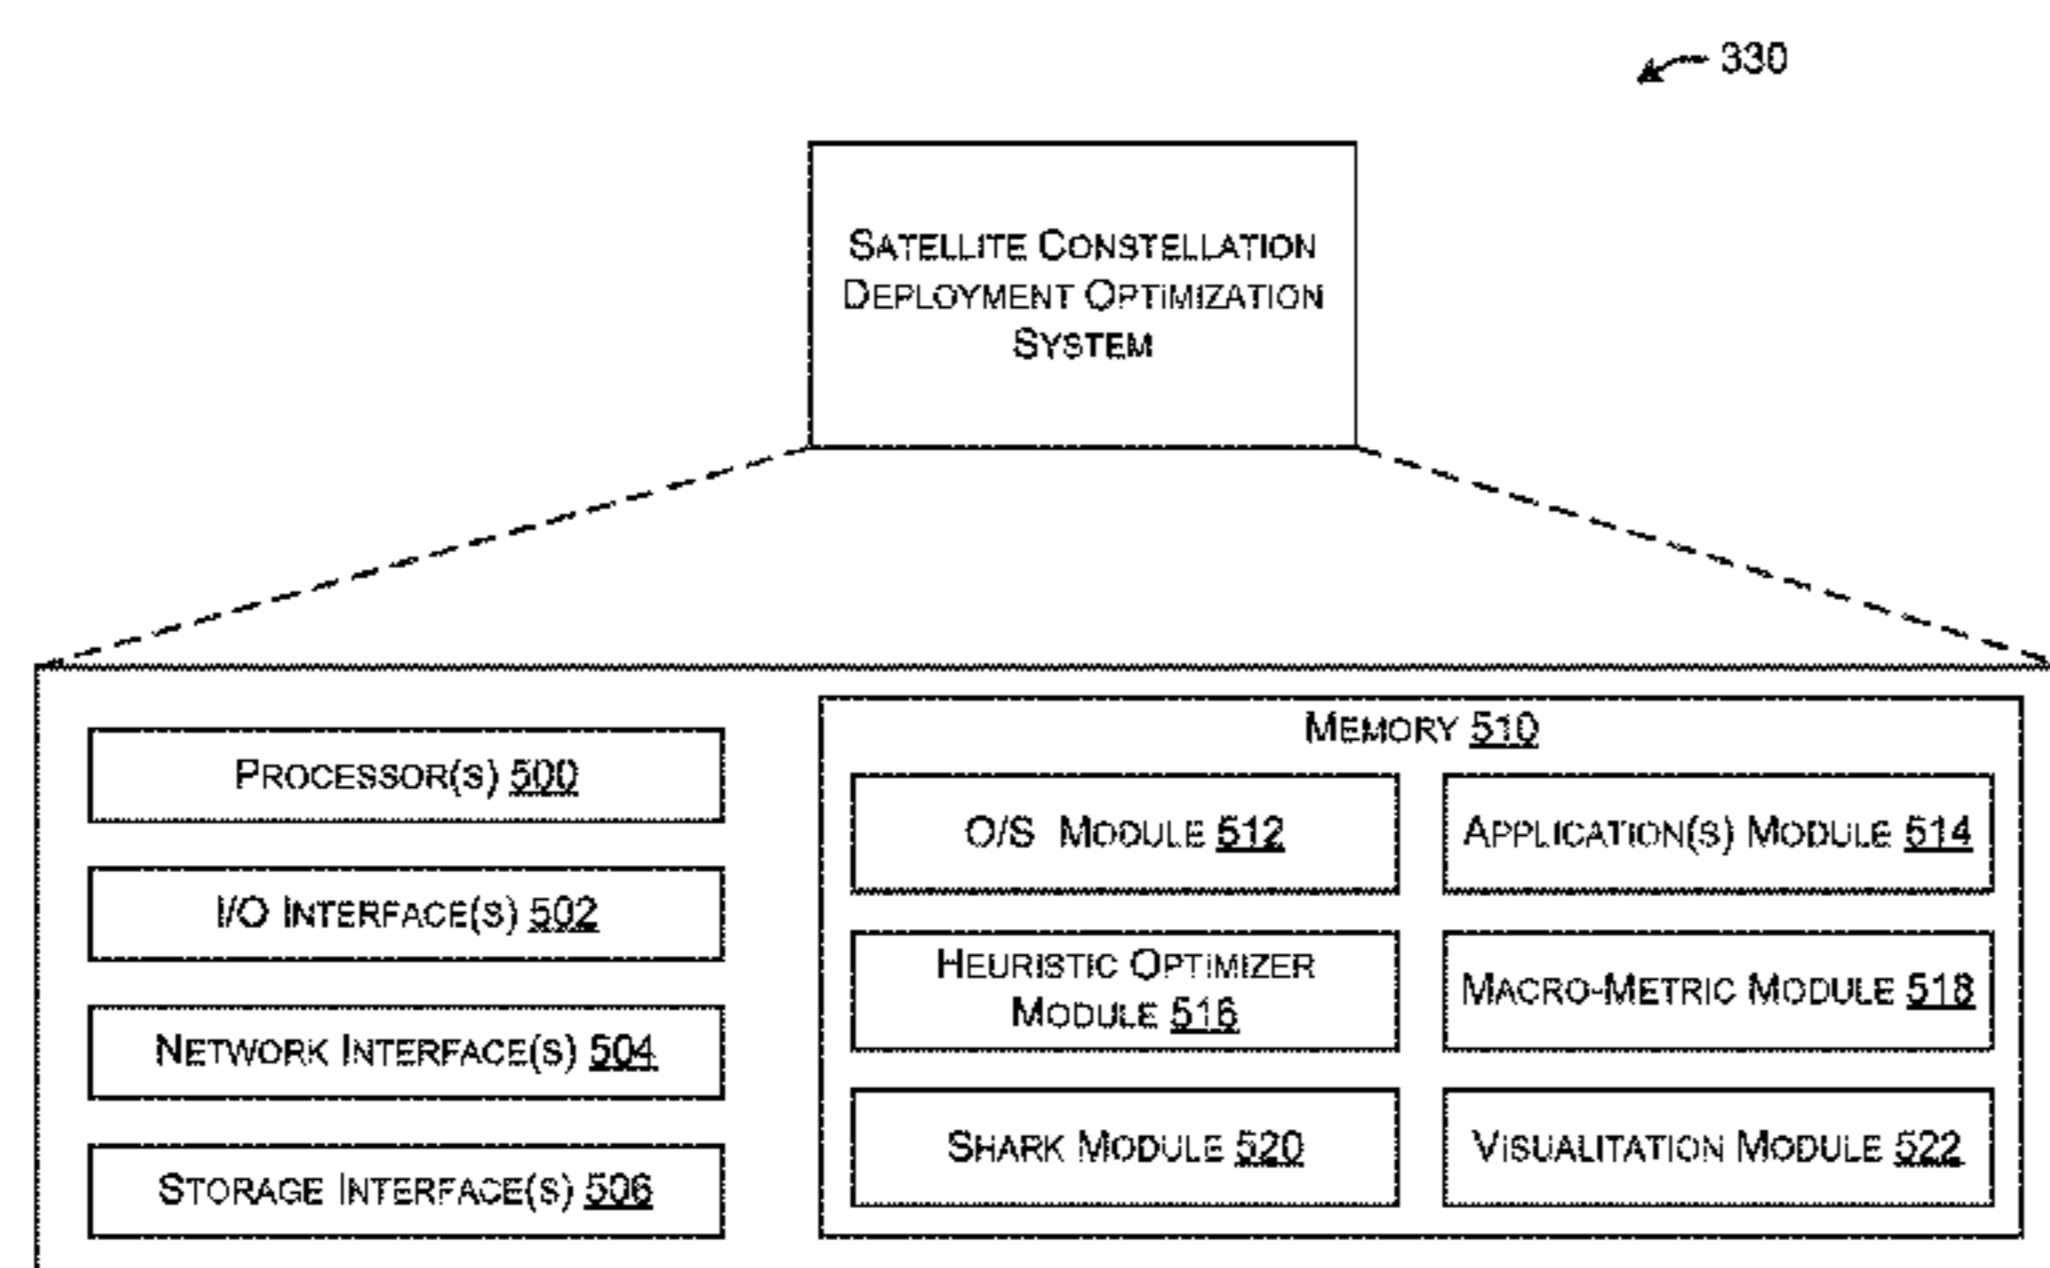 330
SATELLITE CONSTELLATION
DEPLOYMENT OPTIMIZATION
SYSTEM
PROCESSOR(S) 500
I/O INTERFACE(S) 502
NETWORK INTERFACE(S) 504
STORAGE INTERFACE(S) 506
MEMORY 510
O/S MODULE 512
APPLICATION(S) MODULE 514
HEURISTIC OPTIMIZER
MODULE 516
MACRO-METRIC MODULE 518
SHARK MODULE 520
VISUALITATION MODULE 522